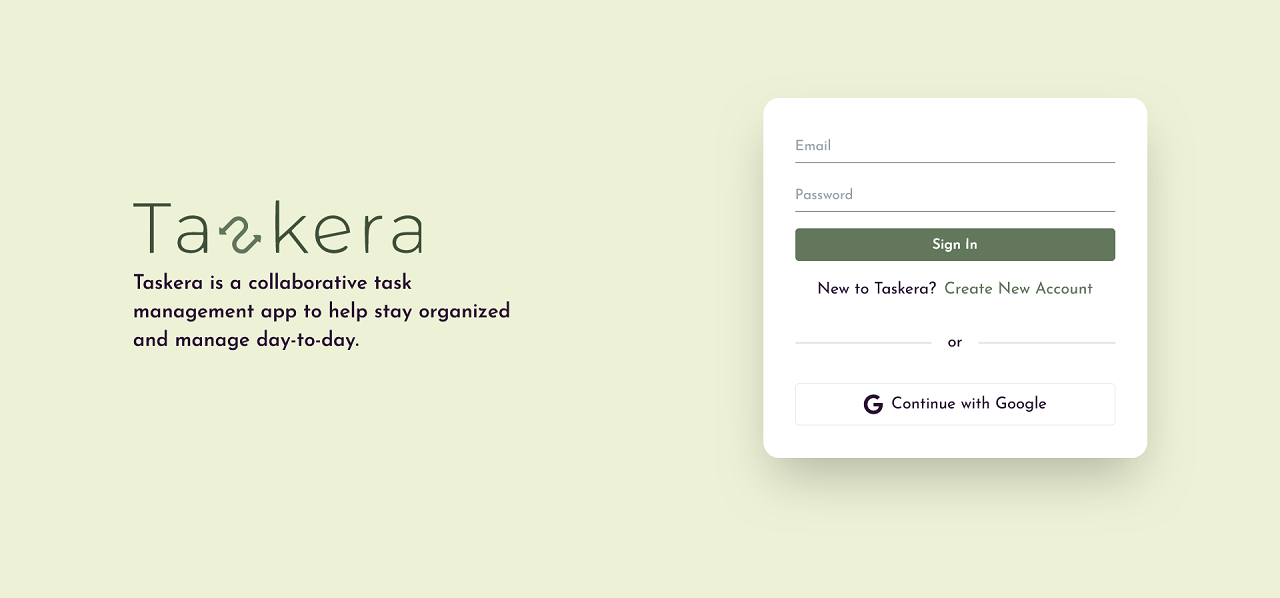 Taskera
Taskera is a collaborative task
management app to help stay organized
and manage day-to-day.
Email
Password
Sign In
New to Taskera? Create New Account
or
Continue with Google